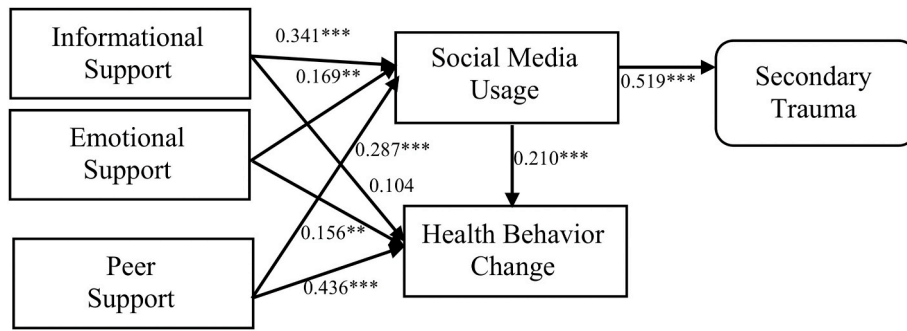 Informational
Support
0.341***
0.169**
Social Media
Usage
0.519***
Secondary
Trauma
Emotional
Support
0.287***
0.210***
0.104
Peer
Support
0.156**
0.436***
Health Behavior
Change